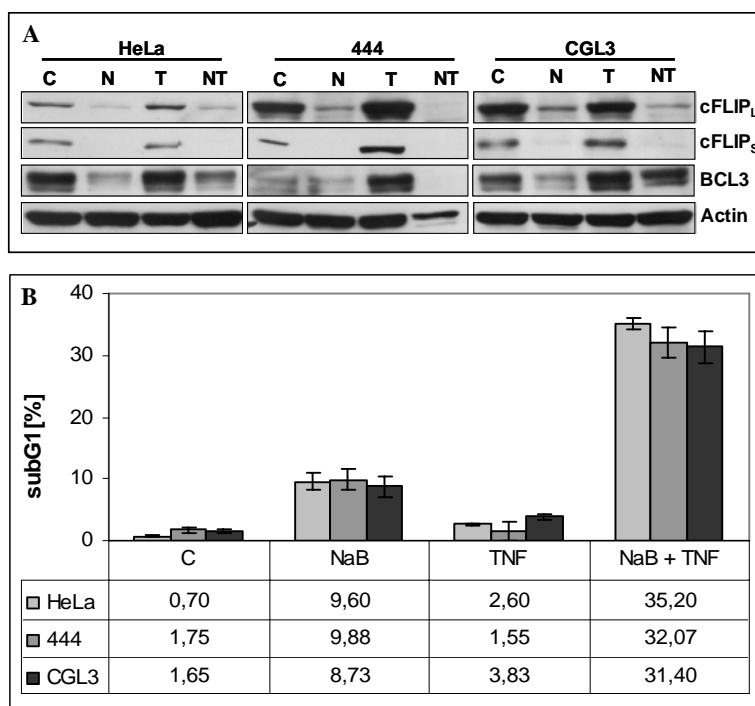 A
HeLa 444 CGL3
C N T NT C N T NT C N T NT
cFLIPL
cFLIPS
BCL3
Actin
B
subG1 [%]
40
30
20
10
0
C NaB TNF NaB + TNF
HeLa 0,70 9,60 2,60 35,20
444 1,75 9,88 1,55 32,07
CGL3 1,65 8,73 3,83 31,40